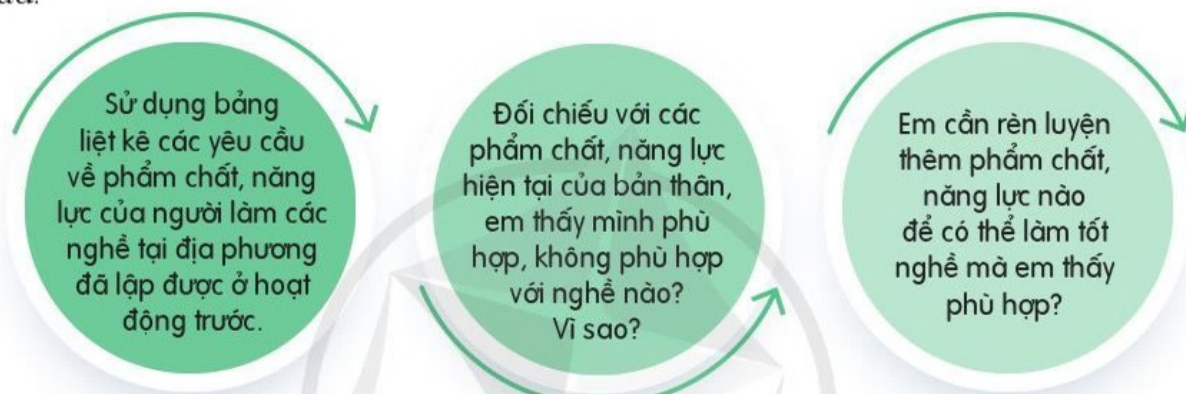 Sử dụng bảng
liệt kê các yêu cầu
về phẩm chất, năng
lực của người làm các
nghề tại địa phương
đã lập được ở hoạt
động trước.
Đối chiếu với các
phẩm chất, năng lực
hiện tại của bản thân,
em thấy mình phù
hợp, không phù hợp
với nghề nào?
Vì sao?
Em cần rèn luyện
thêm phẩm chất,
năng lực nào
để có thể làm tốt
nghề mà em thấy
phù hợp?